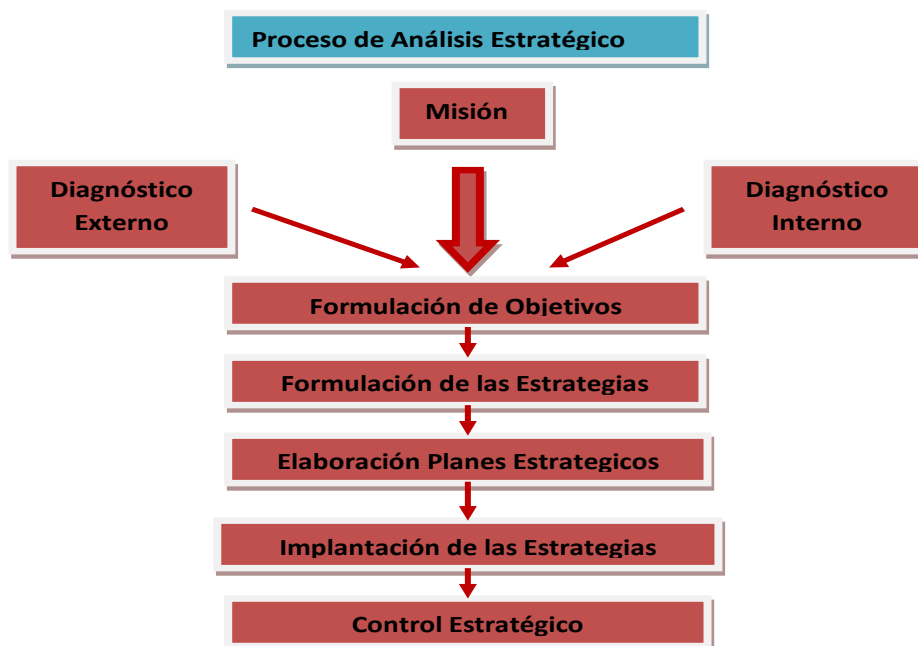 Proceso de Análisis Estratégico
Misión
Diagnóstico
Externo
Diagnóstico
Interno
Formulación de Objetivos
Formulación de las Estrategias
Elaboración Planes Estrategicos
Implantación de las Estrategias
Control Estratégico